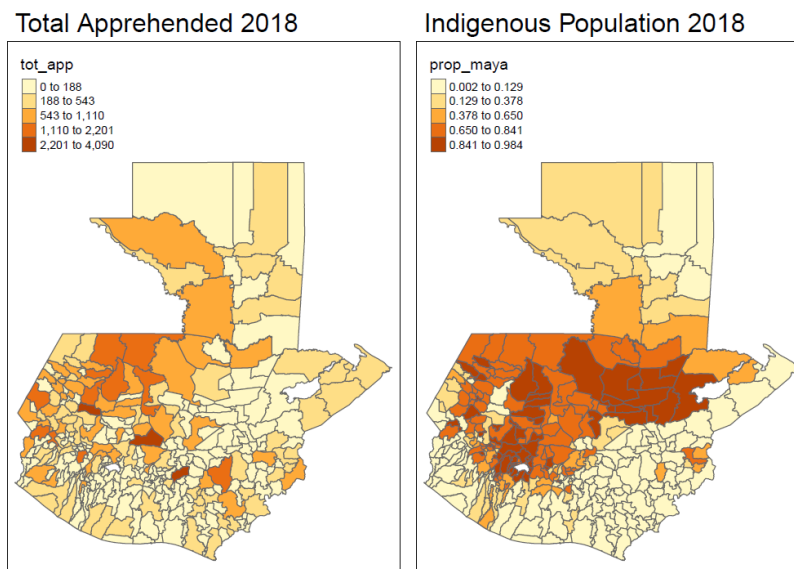 Total Apprehended 2018
tot_app
0 to 188
188 to 543
543 to 1,110
1,110 to 2,201
2,201 to 4,090
Indigenous Population 2018
prop_maya
0.002 to 0.129
0.129 to 0.378
0.378 to 0.650
0.650 to 0.841
0.841 to 0.984